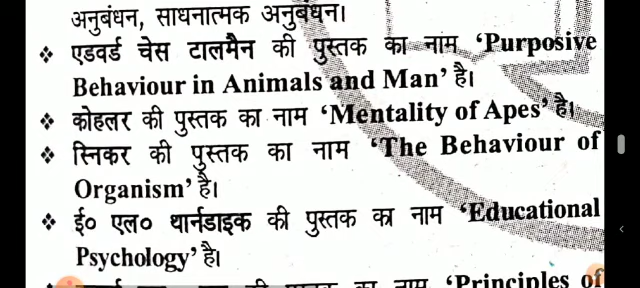 अनुबंधन, साधनात्मक अनुबंधन।
❖ एडवर्ड चेस टालमैन की पुस्तक का नाम ‘Purposive
Behaviour in Animals and Man’ है।
❖ कोहलर की पुस्तक का नाम ‘Mentality of Apes’ है।
❖ स्निकर की पुस्तक का नाम ‘The Behaviour of
Organism’ है।
❖ ई० एल० थार्नडाइक की पुस्तक का नाम ‘Educational
Psychology’ है।
का नाम ‘Principles of